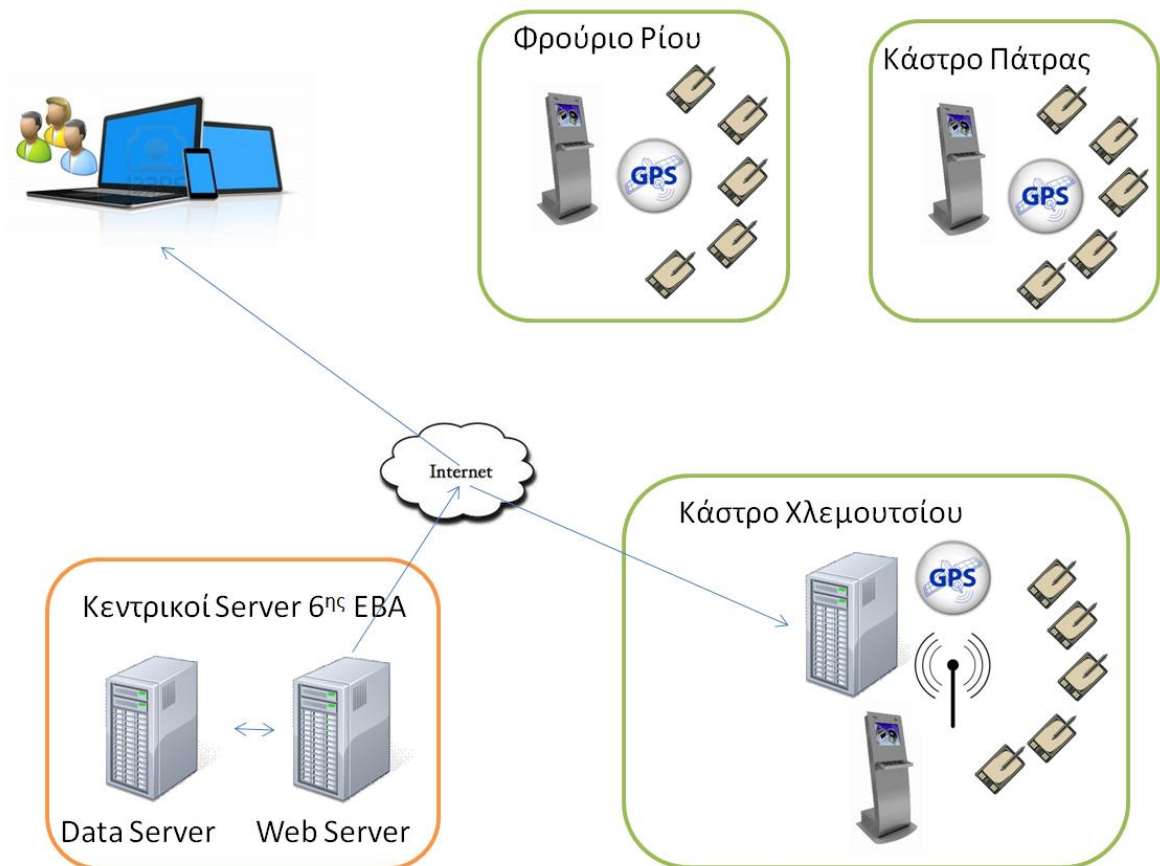 Φρούριο Ρίου
Κάστρο Πάτρας
GPS
GPS
Internet
Κάστρο Χλεμουτσίου
GPS
Κεντρικοί Server 6ης ΕΒΑ
Data Server
Web Server